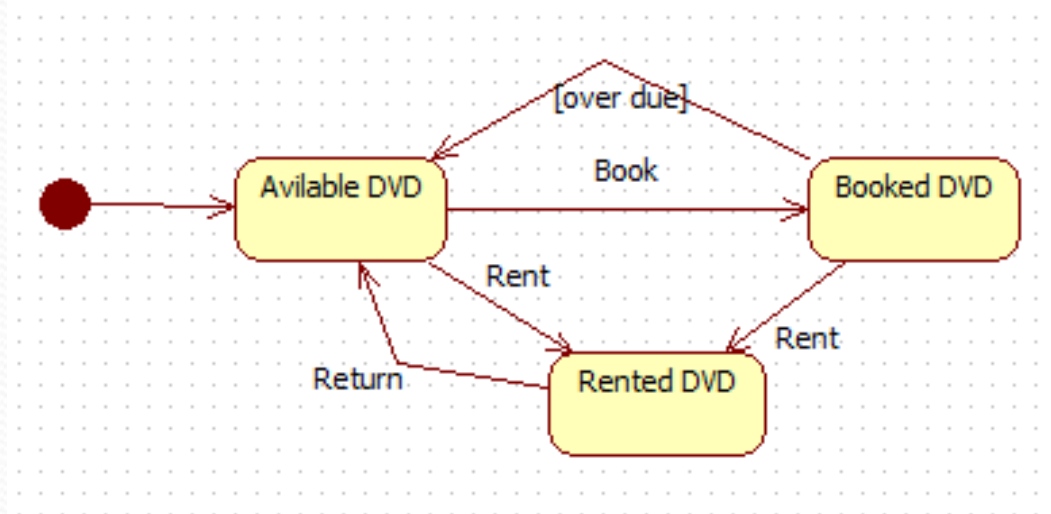 [over due]
Book
Avilable DVD
Booked DVD
Rent
Rent
Return
Rented DVD